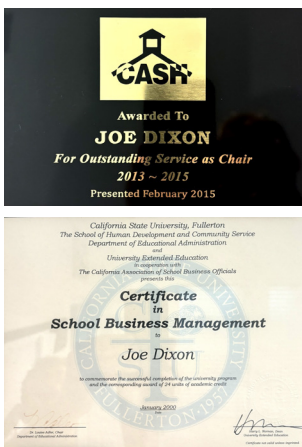 CASH
Awarded To
JOE DIXON
For Outstanding Service as Chair
2013 ~ 2015
Presented February 2015
California State University, Fullerton
The School of Human Development and Community Service
Department of Educational Administration
and
University Extended Education
in cooperation with
The California Association of School Business Officials
presents this
Certificate
in
School Business Management
to
Joe Dixon
to commemorate the successful completion of the university program
and the corresponding award of 24 units of academic credit
January 2000
Chair
Department of Educational Administration
Dean
University Extended Education
FULLERTON